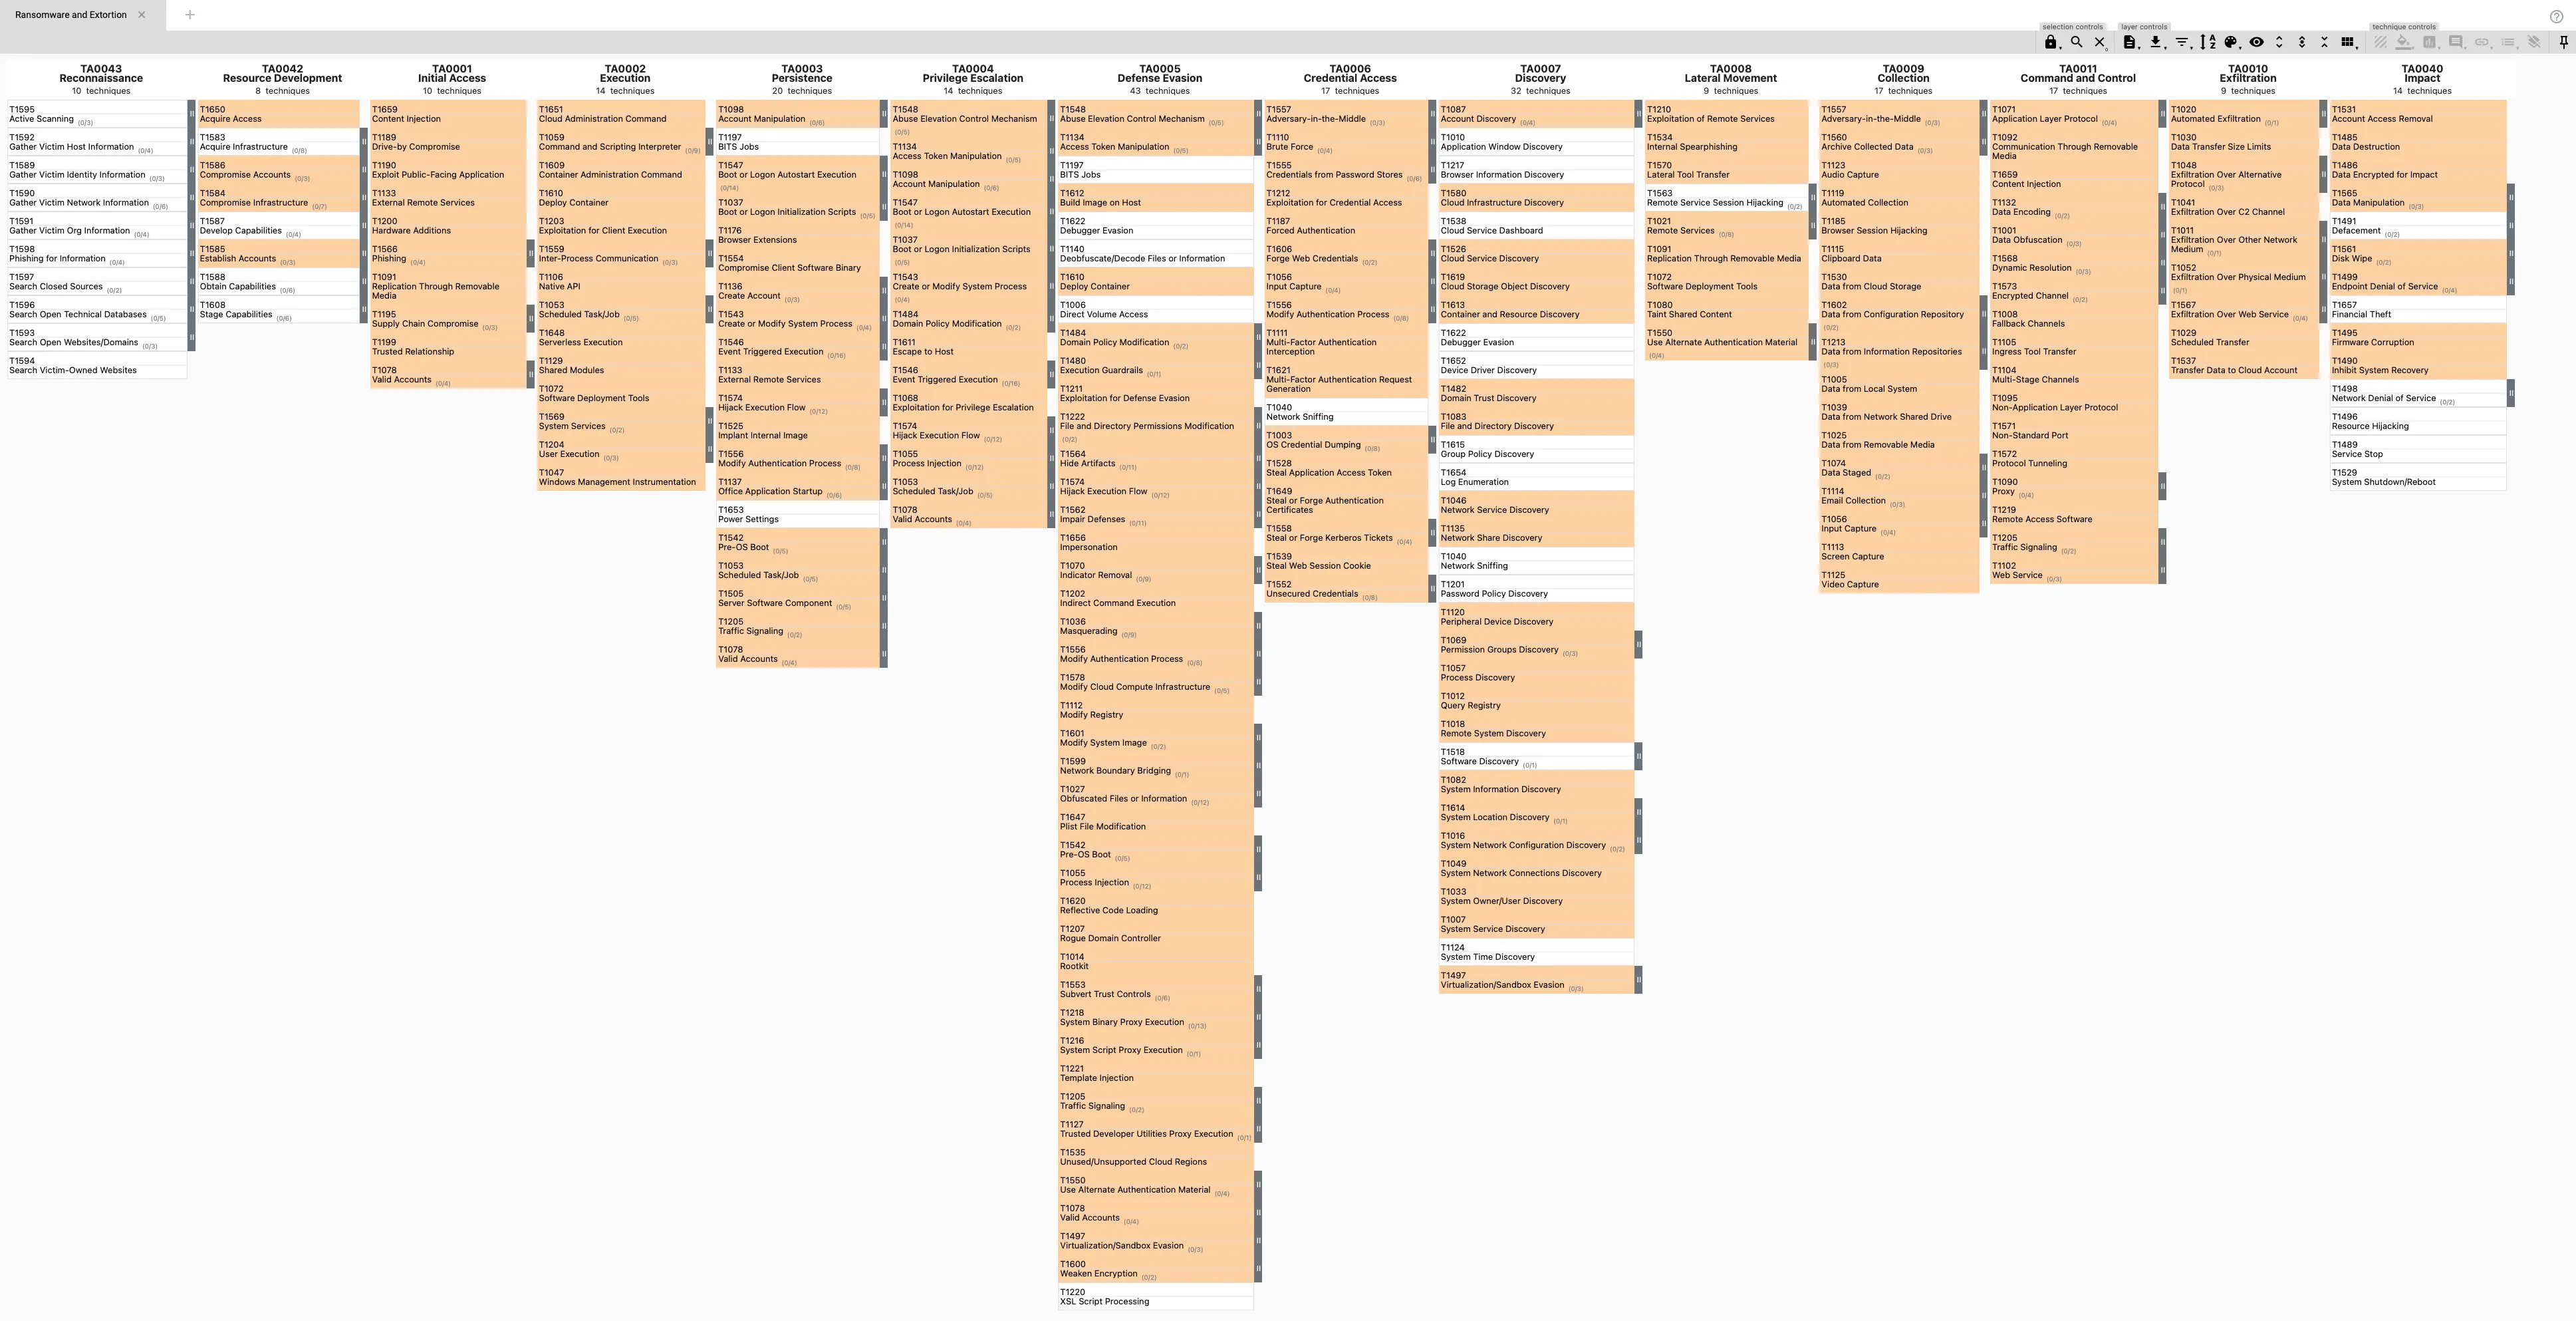 Ransomware and Extortion
selection controls
layer controls
technique controls
TA0043
Reconnaissance
10 techniques
T1595
Active Scanning (0/3)
T1592
Gather Victim Host Information (0/4)
T1589
Gather Victim Identity Information (0/3)
T1590
Gather Victim Network Information (0/6)
T1591
Gather Victim Org Information (0/4)
T1598
Phishing for Information (0/4)
T1597
Search Closed Sources (0/2)
T1596
Search Open Technical Databases (0/5)
T1593
Search Open Websites/Domains (0/3)
T1594
Search Victim-Owned Websites
TA0042
Resource Development
8 techniques
T1650
Acquire Access
T1583
Acquire Infrastructure (0/8)
T1586
Compromise Accounts (0/3)
T1584
Compromise Infrastructure (0/7)
T1587
Develop Capabilities (0/4)
T1585
Establish Accounts (0/3)
T1588
Obtain Capabilities (0/6)
T1608
Stage Capabilities (0/6)
TA0001
Initial Access
10 techniques
T1659
Content Injection
T1189
Drive-by Compromise
T1190
Exploit Public-Facing Application
T1133
External Remote Services
T1200
Hardware Additions
T1566
Phishing (0/4)
T1091
Replication Through Removable
Media
T1195
Supply Chain Compromise (0/3)
T1199
Trusted Relationship
T1078
Valid Accounts (0/4)
TA0002
Execution
14 techniques
T1651
Cloud Administration Command
T1059
Command and Scripting Interpreter (0/9)
T1609
Container Administration Command
T1610
Deploy Container
T1203
Exploitation for Client Execution
T1559
Inter-Process Communication (0/3)
T1106
Native API
T1053
Scheduled Task/Job (0/5)
T1648
Serverless Execution
T1129
Shared Modules
T1072
Software Deployment Tools
T1569
System Services (0/2)
T1204
User Execution (0/3)
T1047
Windows Management Instrumentation
TA0003
Persistence
20 techniques
T1098
Account Manipulation (0/6)
T1197
BITS Jobs
T1547
Boot or Logon Autostart Execution
(0/14)
T1037
Boot or Logon Initialization Scripts (0/5)
T1176
Browser Extensions
T1554
Compromise Client Software Binary
T1136
Create Account (0/3)
T1543
Create or Modify System Process (0/4)
T1546
Event Triggered Execution (0/16)
T1133
External Remote Services
T1574
Hijack Execution Flow (0/12)
T1525
Implant Internal Image
T1556
Modify Authentication Process (0/8)
T1137
Office Application Startup (0/6)
T1653
Power Settings
T1542
Pre-OS Boot (0/5)
T1053
Scheduled Task/Job (0/5)
T1505
Server Software Component (0/5)
T1205
Traffic Signaling (0/2)
T1078
Valid Accounts (0/4)
TA0004
Privilege Escalation
14 techniques
T1548
Abuse Elevation Control Mechanism
(0/5)
T1134
Access Token Manipulation (0/5)
T1098
Account Manipulation (0/6)
T1547
Boot or Logon Autostart Execution
(0/14)
T1037
Boot or Logon Initialization Scripts
(0/5)
T1543
Create or Modify System Process
(0/4)
T1484
Domain Policy Modification (0/2)
T1611
Escape to Host
T1546
Event Triggered Execution (0/16)
T1068
Exploitation for Privilege Escalation
T1574
Hijack Execution Flow (0/12)
T1055
Process Injection (0/12)
T1053
Scheduled Task/Job (0/5)
T1078
Valid Accounts (0/4)
TA0005
Defense Evasion
43 techniques
T1548
Abuse Elevation Control Mechanism (0/5)
T1134
Access Token Manipulation (0/5)
T1197
BITS Jobs
T1612
Build Image on Host
T1622
Debugger Evasion
T1140
Deobfuscate/Decode Files or Information
T1610
Deploy Container
T1006
Direct Volume Access
T1484
Domain Policy Modification (0/2)
T1480
Execution Guardrails (0/1)
T1211
Exploitation for Defense Evasion
T1222
File and Directory Permissions Modification
(0/2)
T1564
Hide Artifacts (0/11)
T1574
Hijack Execution Flow (0/12)
T1562
Impair Defenses (0/11)
T1656
Impersonation
T1070
Indicator Removal (0/9)
T1202
Indirect Command Execution
T1036
Masquerading (0/9)
T1556
Modify Authentication Process (0/8)
T1578
Modify Cloud Compute Infrastructure (0/5)
T1112
Modify Registry
T1601
Modify System Image (0/2)
T1599
Network Boundary Bridging (0/1)
T1027
Obfuscated Files or Information (0/12)
T1647
Plist File Modification
T1542
Pre-OS Boot (0/5)
T1055
Process Injection (0/12)
T1620
Reflective Code Loading
T1207
Rogue Domain Controller
T1014
Rootkit
T1553
Subvert Trust Controls (0/6)
T1218
System Binary Proxy Execution (0/13)
T1216
System Script Proxy Execution (0/1)
T1221
Template Injection
T1205
Traffic Signaling (0/2)
T1127
Trusted Developer Utilities Proxy Execution (0/1)
T1535
Unused/Unsupported Cloud Regions
T1550
Use Alternate Authentication Material (0/4)
T1078
Valid Accounts (0/4)
T1497
Virtualization/Sandbox Evasion (0/3)
T1600
Weaken Encryption (0/2)
T1220
XSL Script Processing
TA0006
Credential Access
17 techniques
T1557
Adversary-in-the-Middle (0/3)
T1110
Brute Force (0/4)
T1555
Credentials from Password Stores (0/6)
T1212
Exploitation for Credential Access
T1187
Forced Authentication
T1606
Forge Web Credentials (0/2)
T1056
Input Capture (0/4)
T1556
Modify Authentication Process (0/8)
T1111
Multi-Factor Authentication
Interception
T1621
Multi-Factor Authentication Request
Generation
T1040
Network Sniffing
T1003
OS Credential Dumping (0/8)
T1528
Steal Application Access Token
T1649
Steal or Forge Authentication
Certificates
T1558
Steal or Forge Kerberos Tickets (0/4)
T1539
Steal Web Session Cookie
T1552
Unsecured Credentials (0/8)
TA0007
Discovery
32 techniques
T1087
Account Discovery (0/4)
T1010
Application Window Discovery
T1217
Browser Information Discovery
T1580
Cloud Infrastructure Discovery
T1538
Cloud Service Dashboard
T1526
Cloud Service Discovery
T1619
Cloud Storage Object Discovery
T1613
Container and Resource Discovery
T1622
Debugger Evasion
T1652
Device Driver Discovery
T1482
Domain Trust Discovery
T1083
File and Directory Discovery
T1615
Group Policy Discovery
T1654
Log Enumeration
T1046
Network Service Discovery
T1135
Network Share Discovery
T1040
Network Sniffing
T1201
Password Policy Discovery
T1120
Peripheral Device Discovery
T1069
Permission Groups Discovery (0/3)
T1057
Process Discovery
T1012
Query Registry
T1018
Remote System Discovery
T1518
Software Discovery (0/1)
T1082
System Information Discovery
T1614
System Location Discovery (0/1)
T1016
System Network Configuration Discovery (0/2)
T1049
System Network Connections Discovery
T1033
System Owner/User Discovery
T1007
System Service Discovery
T1124
System Time Discovery
T1497
Virtualization/Sandbox Evasion (0/3)
TA0008
Lateral Movement
9 techniques
T1210
Exploitation of Remote Services
T1534
Internal Spearphishing
T1570
Lateral Tool Transfer
T1563
Remote Service Session Hijacking (0/2)
T1021
Remote Services (0/8)
T1091
Replication Through Removable Media
T1072
Software Deployment Tools
T1080
Taint Shared Content
T1550
Use Alternate Authentication Material
(0/4)
TA0009
Collection
17 techniques
T1557
Adversary-in-the-Middle (0/3)
T1560
Archive Collected Data (0/3)
T1123
Audio Capture
T1119
Automated Collection
T1185
Browser Session Hijacking
T1115
Clipboard Data
T1530
Data from Cloud Storage
T1602
Data from Configuration Repository
(0/2)
T1213
Data from Information Repositories
(0/3)
T1005
Data from Local System
T1039
Data from Network Shared Drive
T1025
Data from Removable Media
T1074
Data Staged (0/2)
T1114
Email Collection (0/3)
T1056
Input Capture (0/4)
T1113
Screen Capture
T1125
Video Capture
TA0011
Command and Control
17 techniques
T1071
Application Layer Protocol (0/4)
T1092
Communication Through Removable
Media
T1659
Content Injection
T1132
Data Encoding (0/2)
T1001
Data Obfuscation (0/3)
T1568
Dynamic Resolution (0/3)
T1573
Encrypted Channel (0/2)
T1008
Fallback Channels
T1105
Ingress Tool Transfer
T1104
Multi-Stage Channels
T1095
Non-Application Layer Protocol
T1571
Non-Standard Port
T1572
Protocol Tunneling
T1090
Proxy (0/4)
T1219
Remote Access Software
T1205
Traffic Signaling (0/2)
T1102
Web Service (0/3)
TA0010
Exfiltration
9 techniques
T1020
Automated Exfiltration (0/1)
T1030
Data Transfer Size Limits
T1048
Exfiltration Over Alternative
Protocol (0/3)
T1041
Exfiltration Over C2 Channel
T1011
Exfiltration Over Other Network
Medium (0/1)
T1052
Exfiltration Over Physical Medium
(0/1)
T1567
Exfiltration Over Web Service (0/4)
T1029
Scheduled Transfer
T1537
Transfer Data to Cloud Account
TA0040
Impact
14 techniques
T1531
Account Access Removal
T1485
Data Destruction
T1486
Data Encrypted for Impact
T1565
Data Manipulation (0/3)
T1491
Defacement (0/2)
T1561
Disk Wipe (0/2)
T1499
Endpoint Denial of Service (0/4)
T1657
Financial Theft
T1495
Firmware Corruption
T1490
Inhibit System Recovery
T1498
Network Denial of Service (0/2)
T1496
Resource Hijacking
T1489
Service Stop
T1529
System Shutdown/Reboot